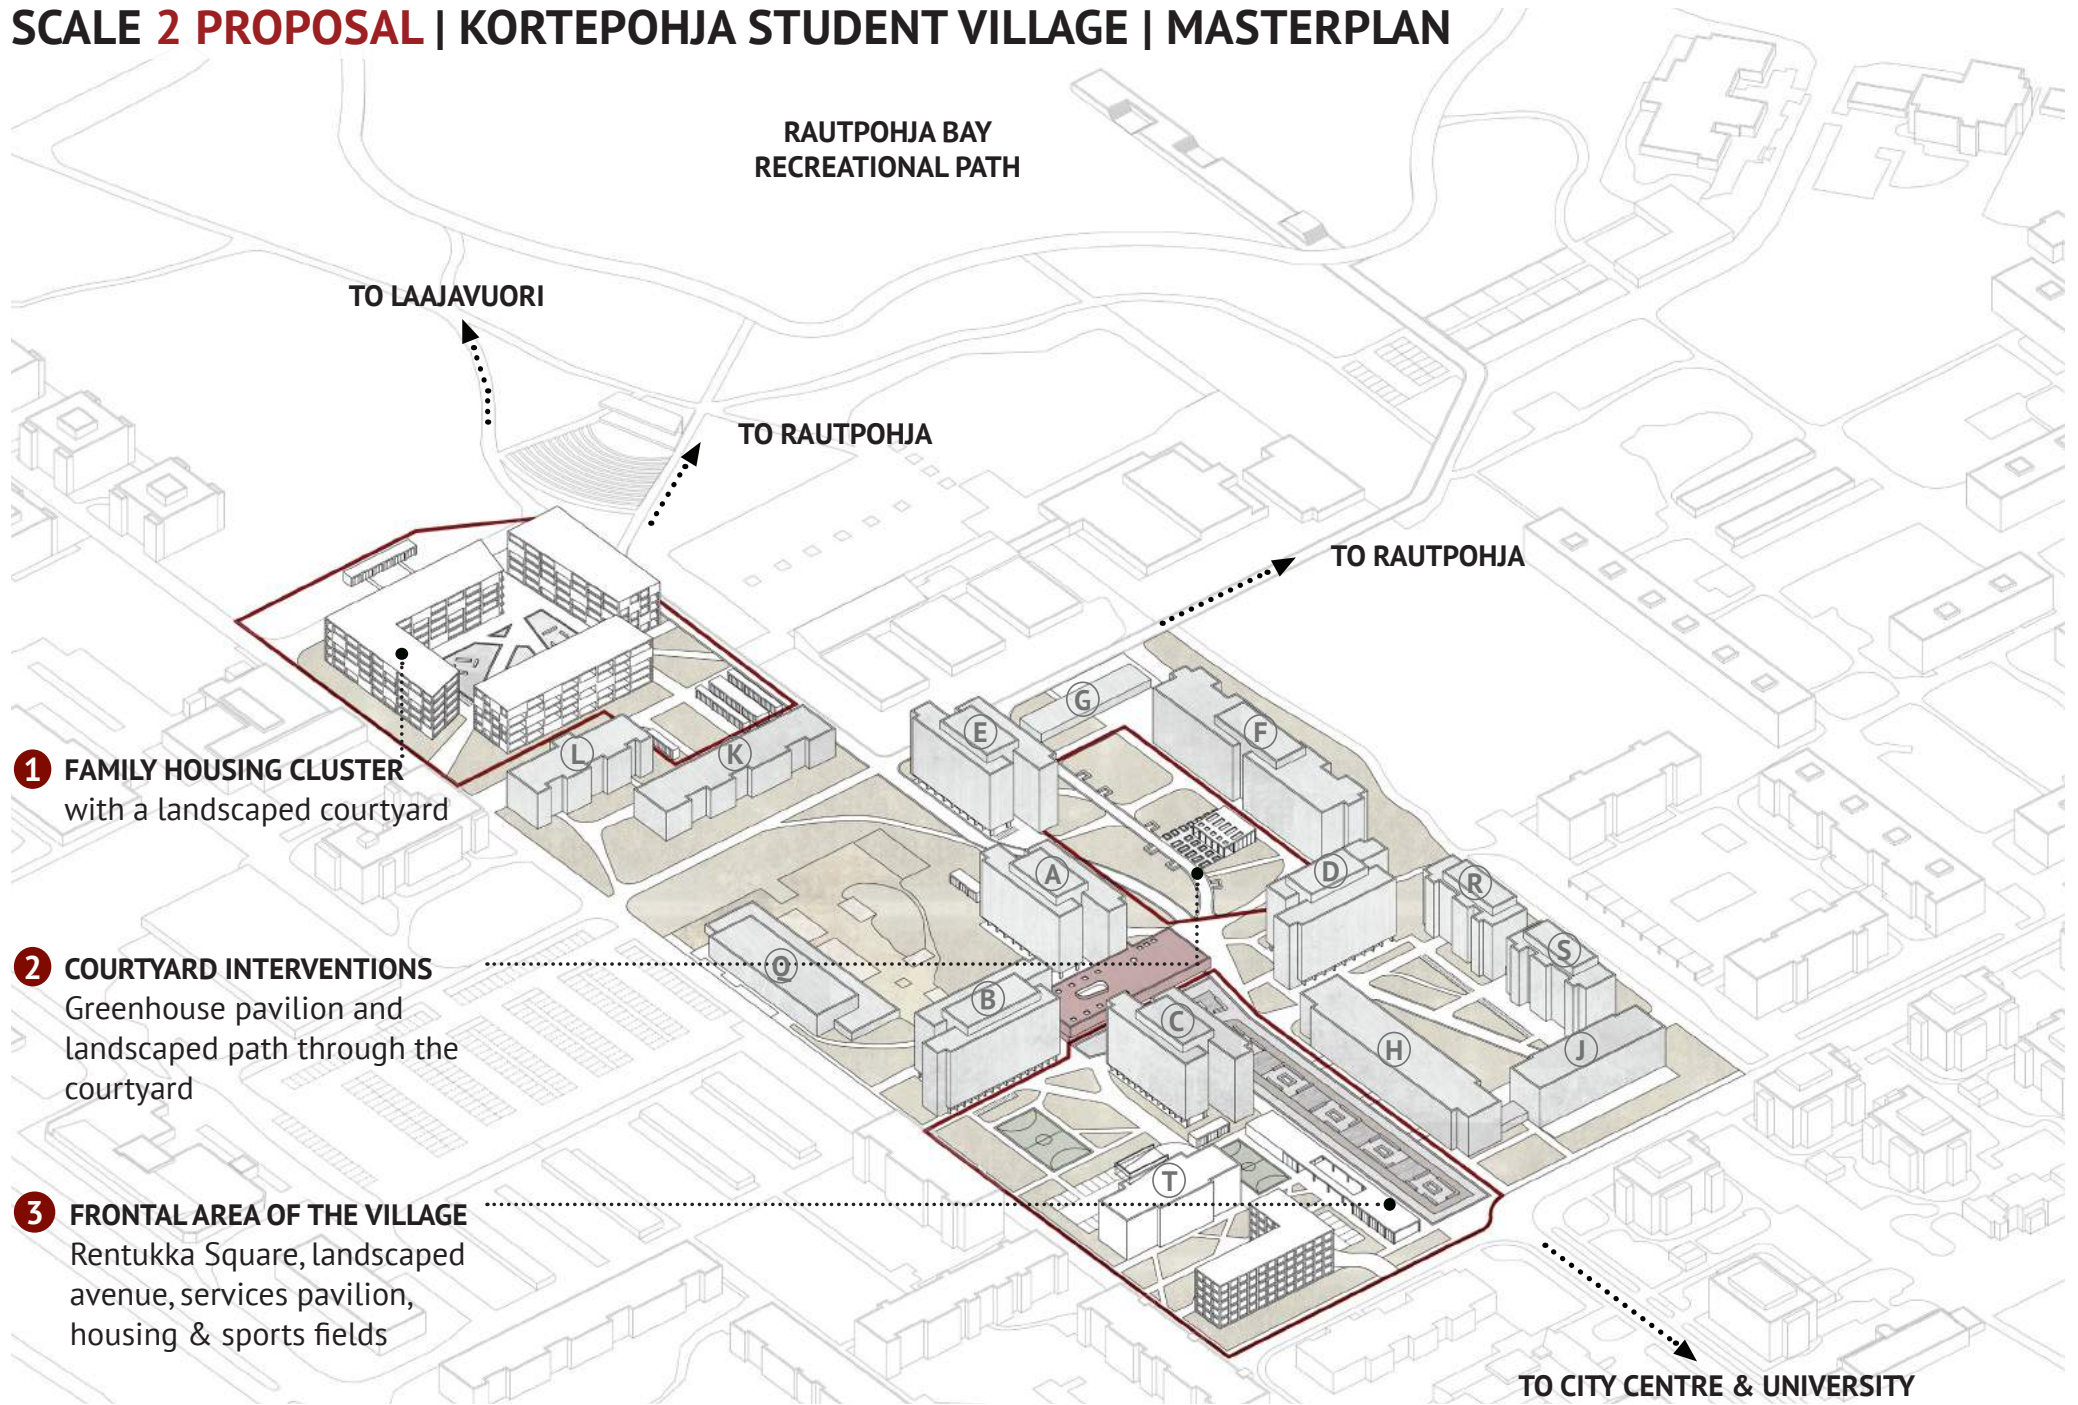 SCALE 2 PROPOSAL | KORTEPOHJA STUDENT VILLAGE | MASTERPLAN
RAUTPOHJA BAY
RECREATIONAL PATH
TO LAAJAVUORI
TO RAUTPOHJA
TO RAUTPOHJA
G
E
F
L
K
1 FAMILY HOUSING CLUSTER
with a landscaped courtyard
A
D
R
S
2 COURTYARD INTERVENTIONS
Greenhouse pavilion and
landscaped path through the
courtyard
Q
B
C
H
J
T
3 FRONTAL AREA OF THE VILLAGE
Rentukka Square, landscaped
avenue, services pavilion,
housing & sports fields
TO CITY CENTRE & UNIVERSITY